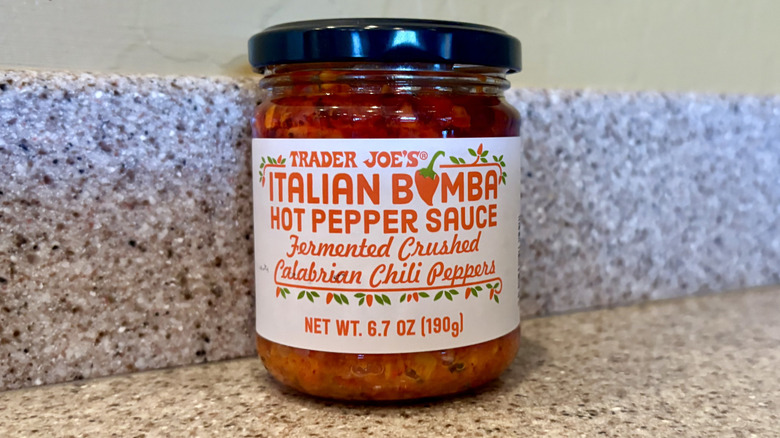 TRADER JOE'S®
ITALIAN BOMBA
HOT PEPPER SAUCE
Fermented Crushed
Calabrian Chili Peppers
NET WT. 6.7 OZ (190g)